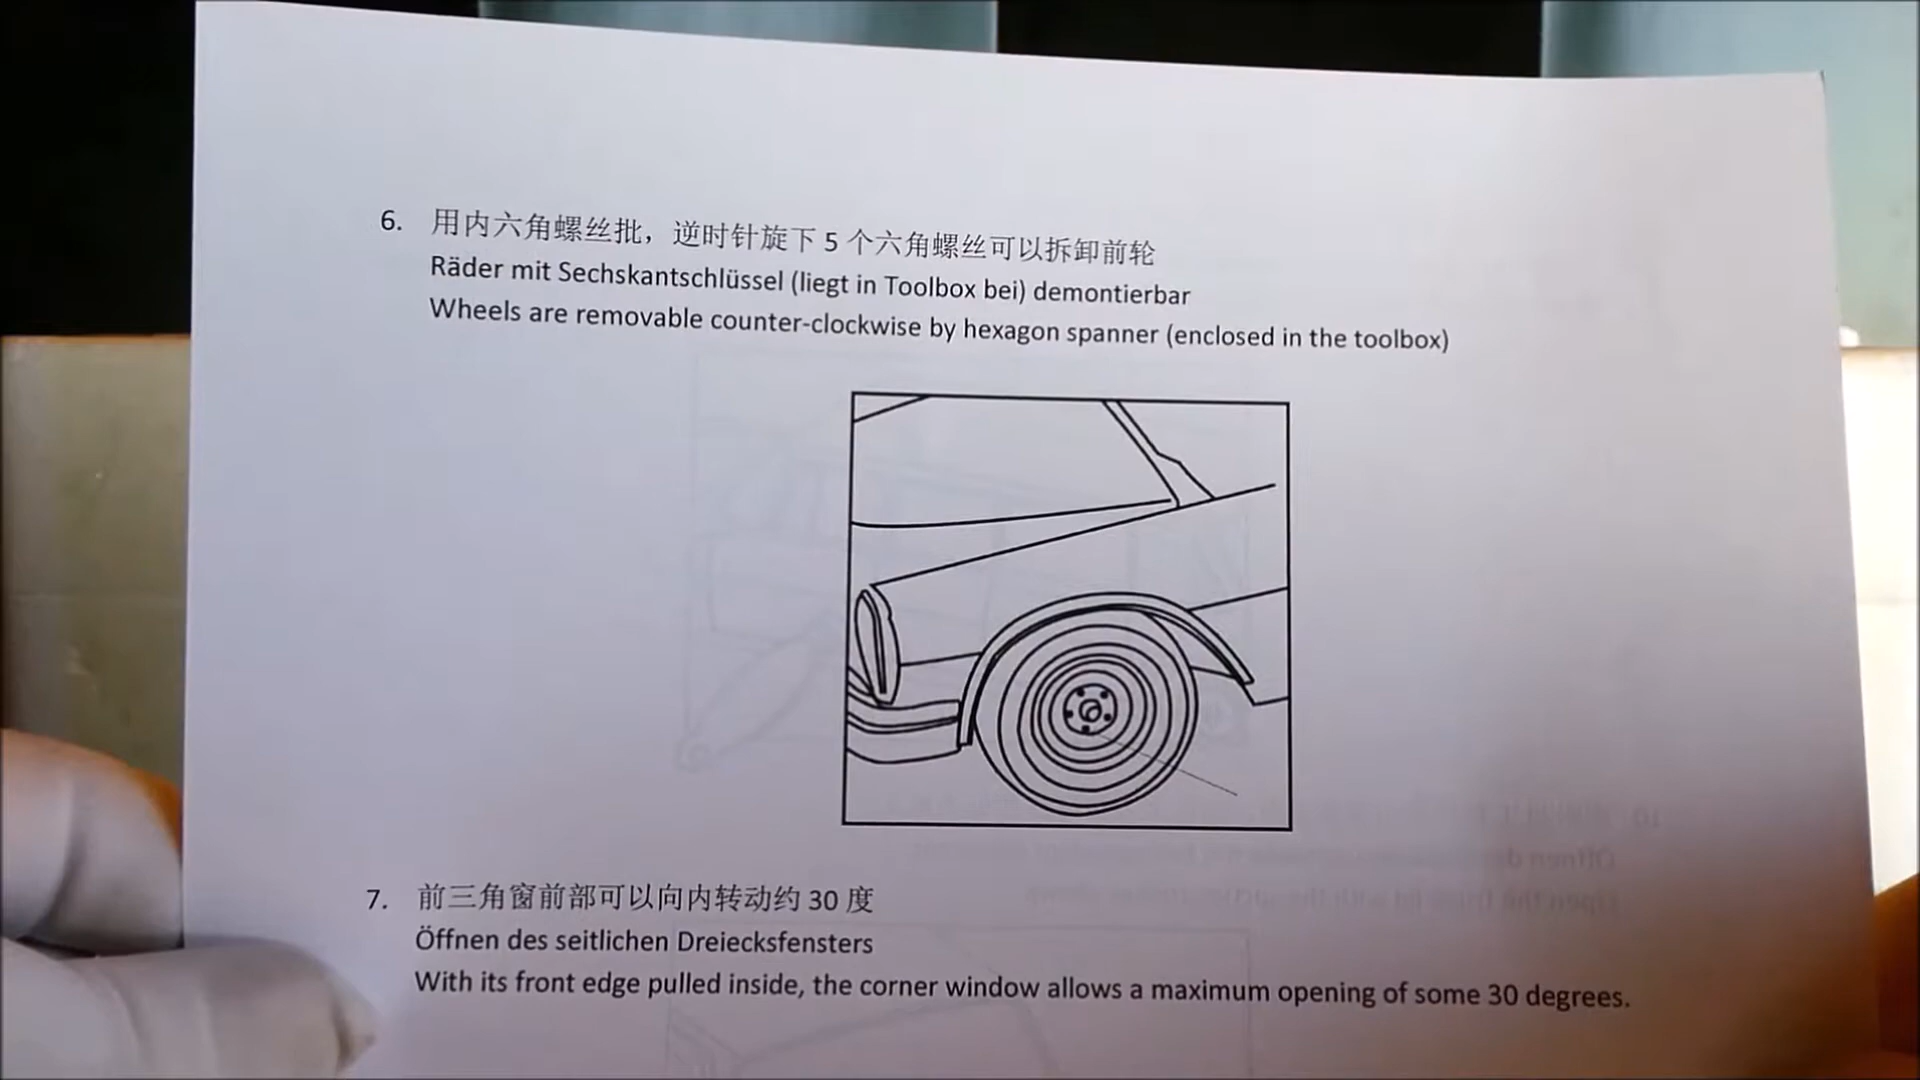 6. 用内六角螺丝批，逆时针旋下 5 个六角螺丝可以拆卸前轮
Räder mit Sechskantschlüssel (liegt in Toolbox bei) demontierbar
Wheels are removable counter-clockwise by hexagon spanner (enclosed in the toolbox)
7. 前三角窗前部可以向内转动约 30 度
Öffnen des seitlichen Dreiecksfensters
With its front edge pulled inside, the corner window allows a maximum opening of some 30 degrees.